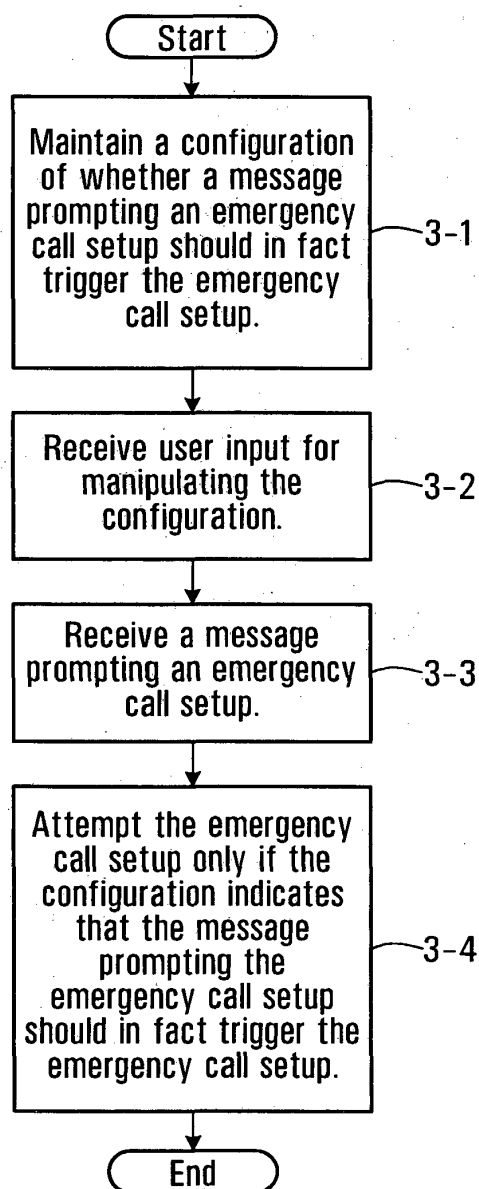 Start
Maintain a configuration
of whether a message
prompting an emergency
call setup should in fact
trigger the emergency
call setup.
3-1
Receive user input for
manipulating the
configuration.
3-2
Receive a message
prompting an emergency
call setup.
3-3
Attempt the emergency
call setup only if the
configuration indicates
that the message
prompting the
emergency call setup
should in fact trigger the
emergency call setup.
3-4
End